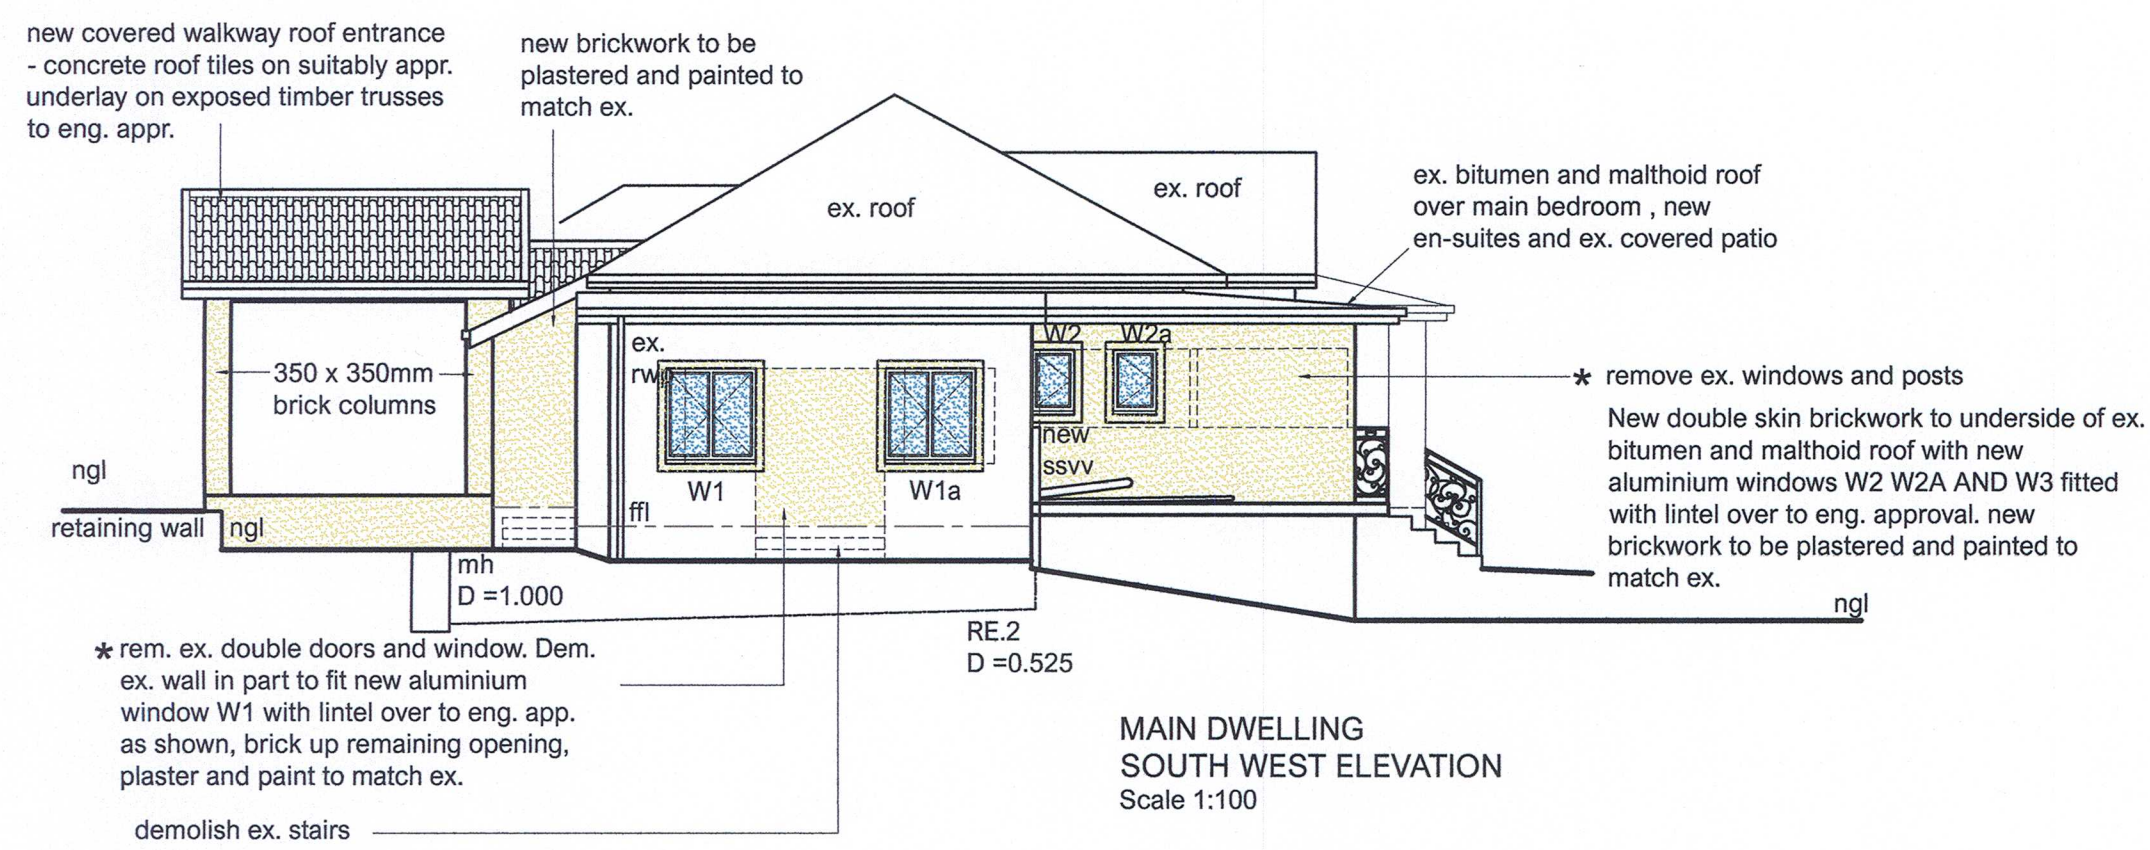 new covered walkway roof entrance
- concrete roof tiles on suitably appr.
underlay on exposed timber trusses
to eng. appr.
new brickwork to be
plastered and painted to
match ex.
ex. roof
ex. roof
ex. bitumen and malthoid roof
over main bedroom , new
en-suites and ex. covered patio
350 x 350mm
brick columns
ex.
rwp
W1
W1a
W2
W2a
new
ssvv
ffl
* remove ex. windows and posts
New double skin brickwork to underside of ex.
bitumen and malthoid roof with new
aluminium windows W2 W2A AND W3 fitted
with lintel over to eng. approval. new
brickwork to be plastered and painted to
match ex.
ngl
retaining wall
ngl
mh
D =1.000
RE.2
D =0.525
ngl
* rem. ex. double doors and window. Dem.
ex. wall in part to fit new aluminium
window W1 with lintel over to eng. app.
as shown, brick up remaining opening,
plaster and paint to match ex.
demolish ex. stairs
MAIN DWELLING
SOUTH WEST ELEVATION
Scale 1:100